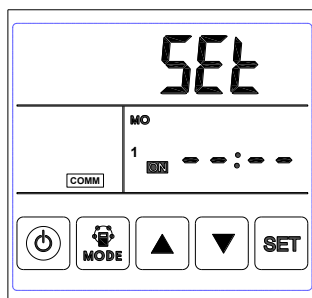 SEt
MO
1 ON --:--
COMM
MODE SET